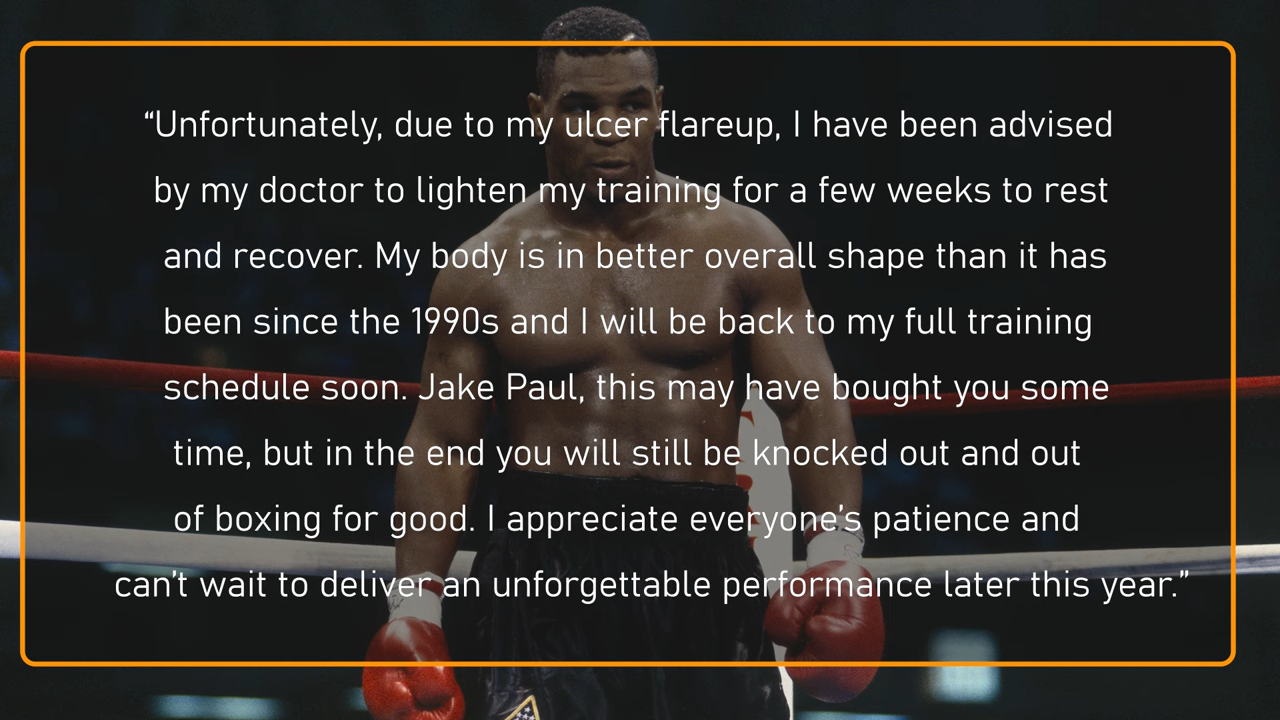 “Unfortunately, due to my ulcer flareup, I have been advised
by my doctor to lighten my training for a few weeks to rest
and recover. My body is in better overall shape than it has
been since the 1990s and I will be back to my full training
schedule soon. Jake Paul, this may have bought you some
time, but in the end you will still be knocked out and out
of boxing for good. I appreciate everyone’s patience and
can’t wait to deliver an unforgettable performance later this year.”